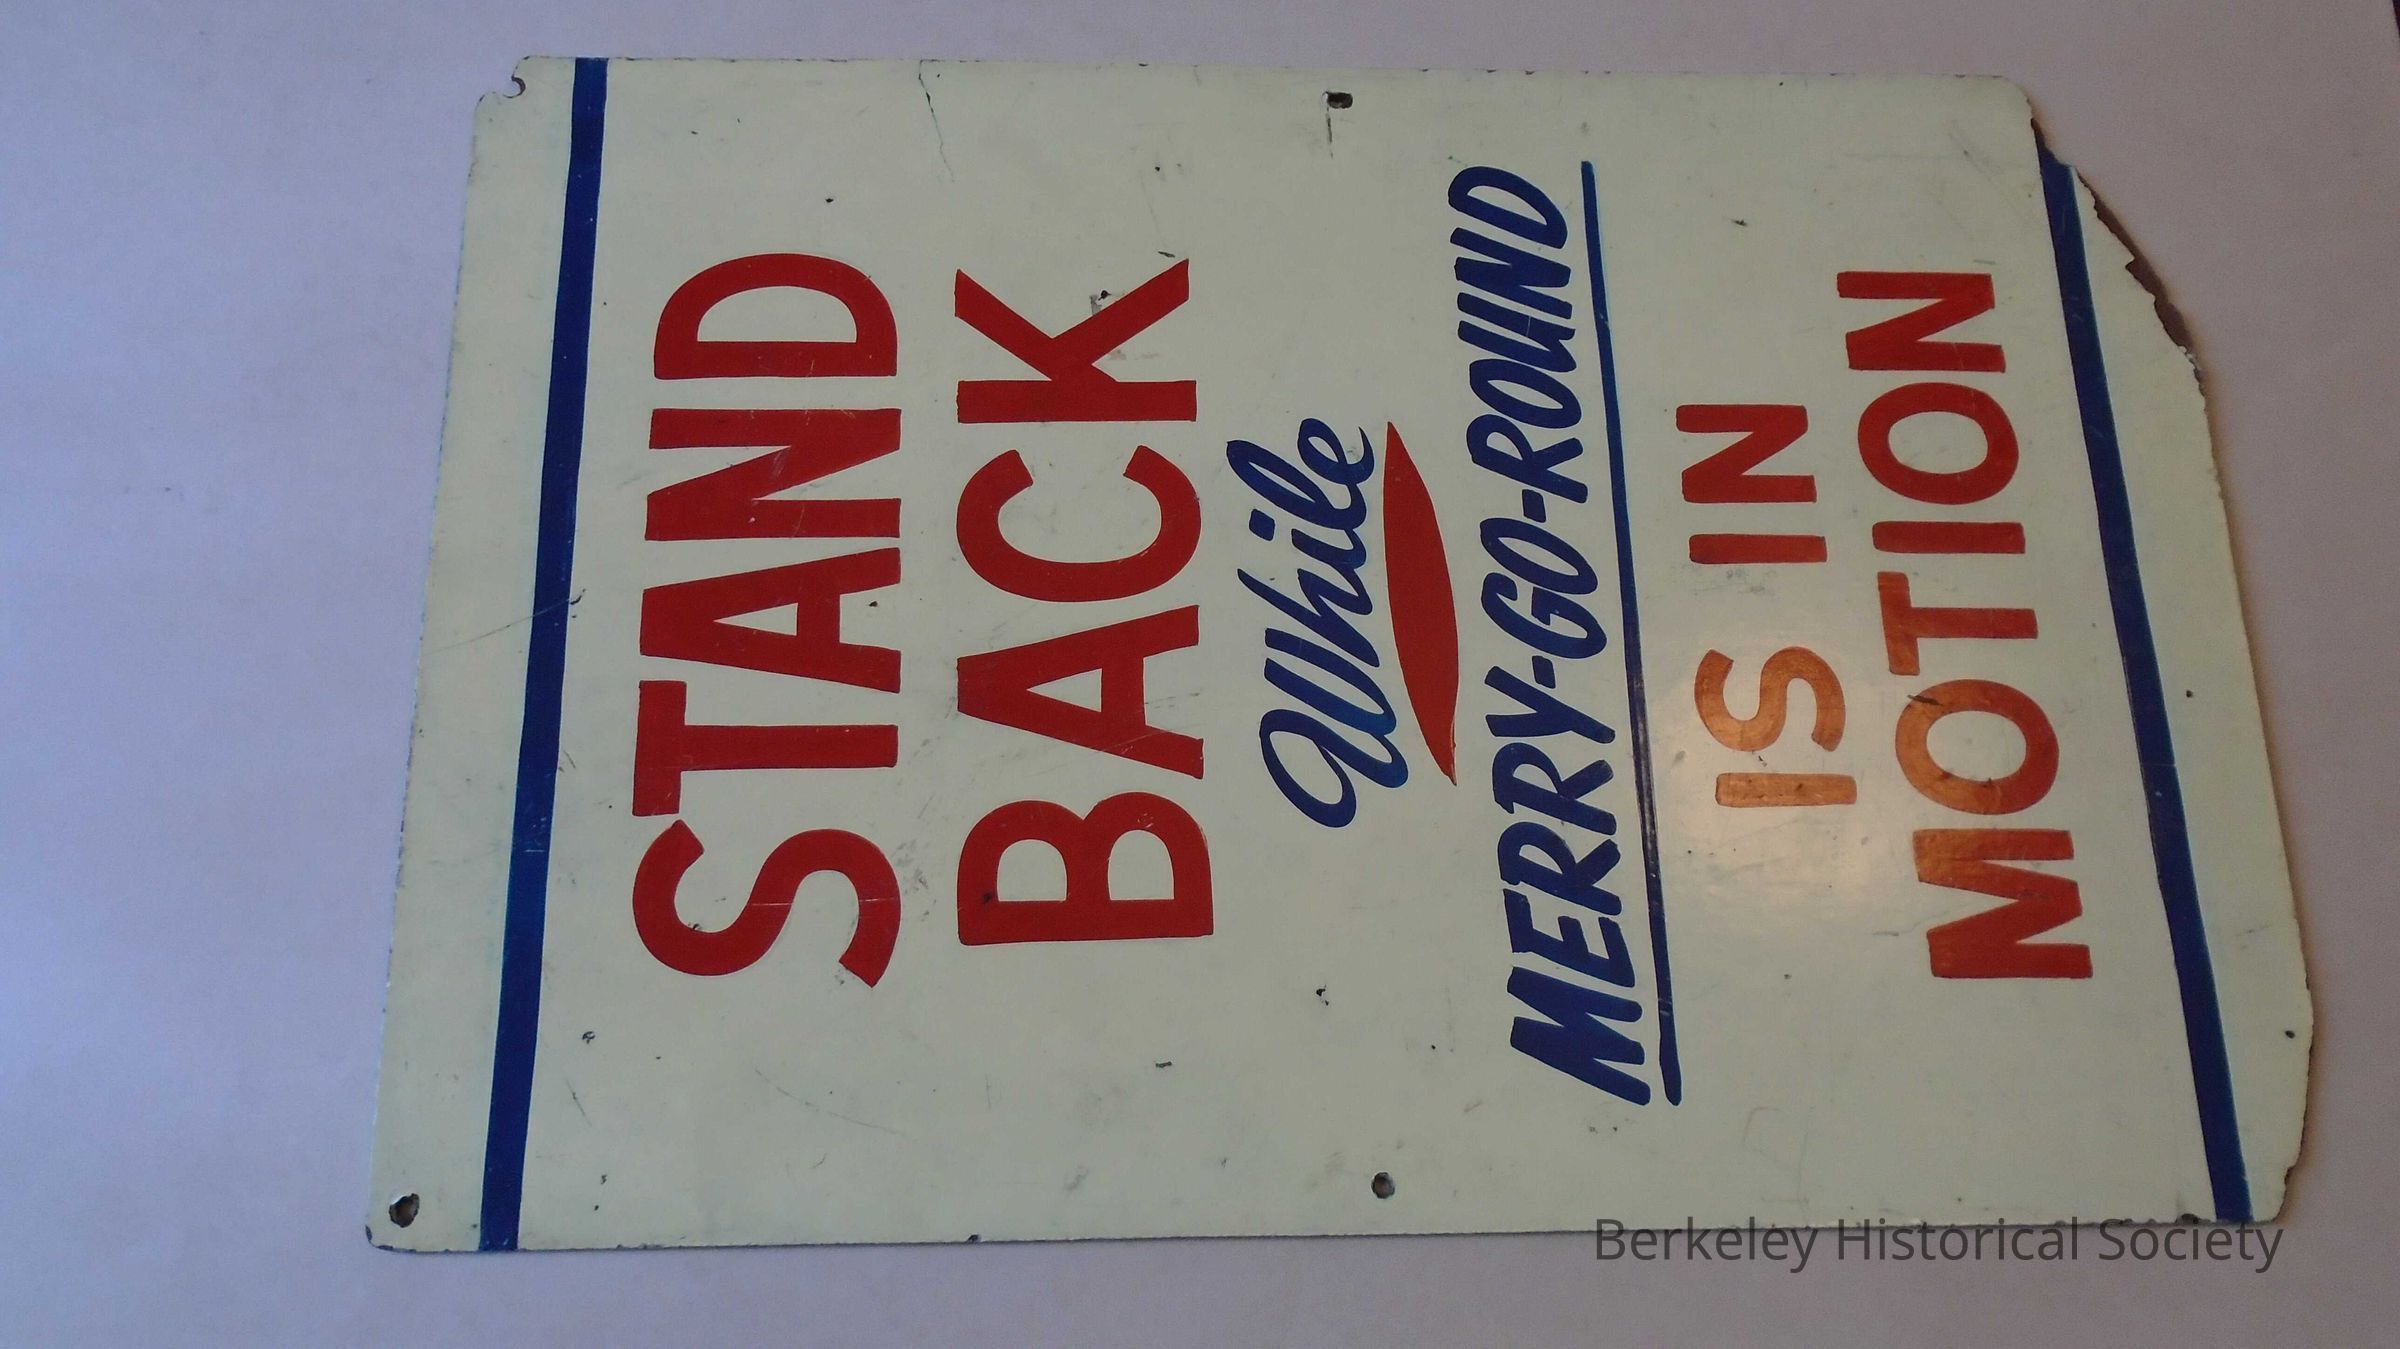 STAND
BACK
While
MERRY-GO-ROUND
IS IN
MOTION
Berkeley Historical Society